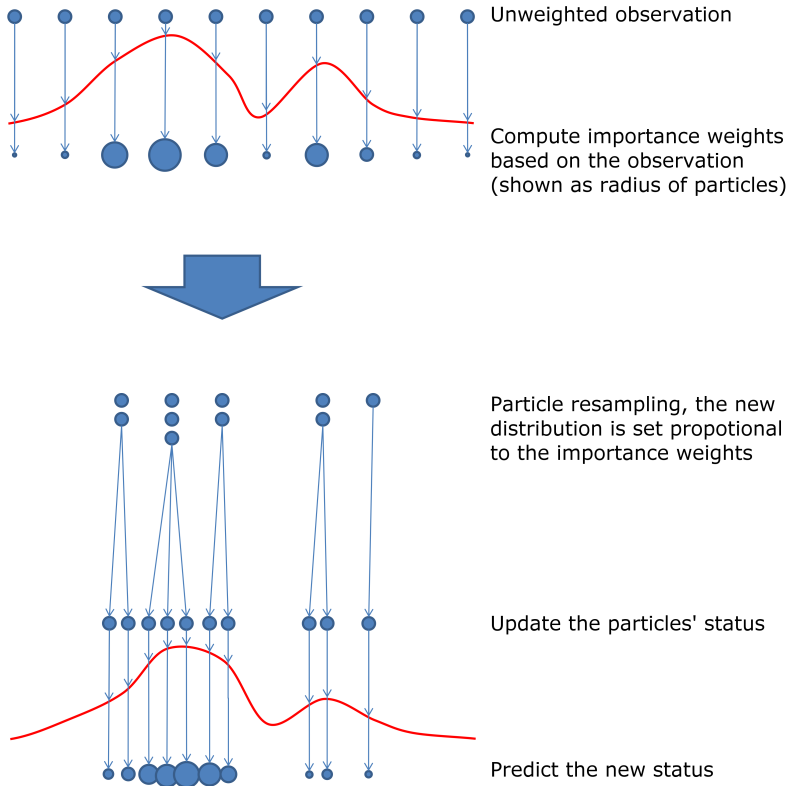 Unweighted observation
Compute importance weights
based on the observation
(shown as radius of particles)
Particle resampling, the new
distribution is set propotional
to the importance weights
Update the particles' status
Predict the new status